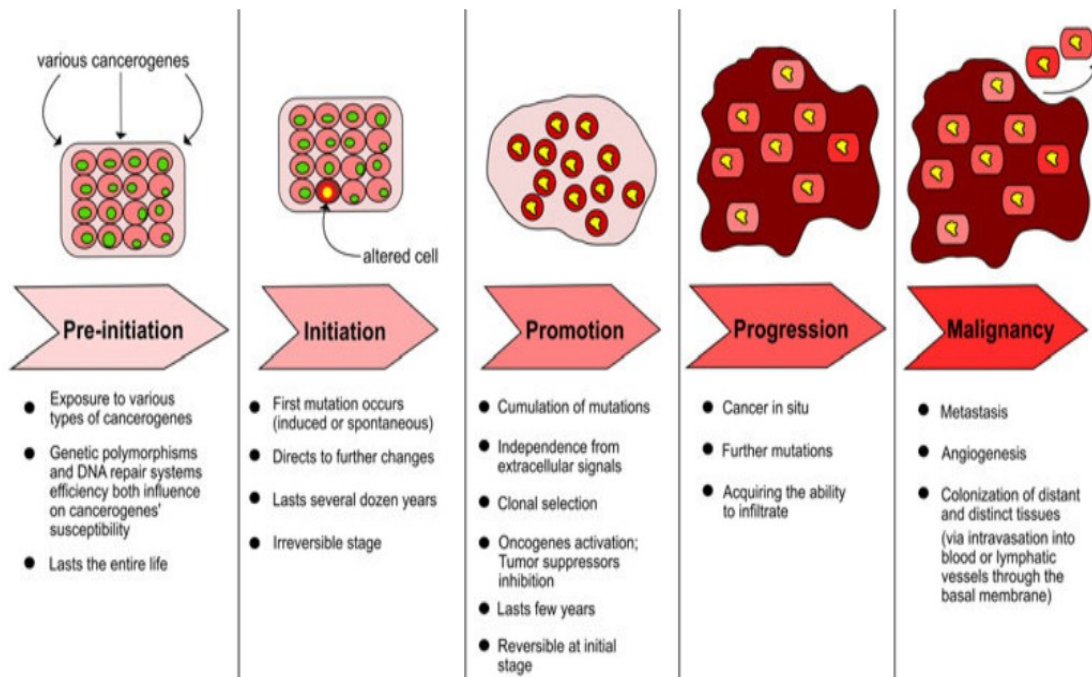 various cancerogenes
altered cell
Pre-initiation
Initiation
Promotion
Progression
Malignancy
● Exposure to various
types of cancerogenes
● Genetic polymorphisms
and DNA repair systems
efficiency both influence
on cancerogenes'
susceptibility
● Lasts the entire life
● First mutation occurs
(induced or spontaneous)
● Directs to further changes
● Lasts several dozen years
● Irreversible stage
● Cumulation of mutations
● Independence from
extracellular signals
● Clonal selection
● Oncogenes activation;
Tumor suppressors
inhibition
● Lasts few years
● Reversible at initial
stage
● Cancer in situ
● Further mutations
● Acquiring the ability
to infiltrate
● Metastasis
● Angiogenesis
● Colonization of distant
and distinct tissues
(via intravasation into
blood or lymphatic
vessels through the
basal membrane)